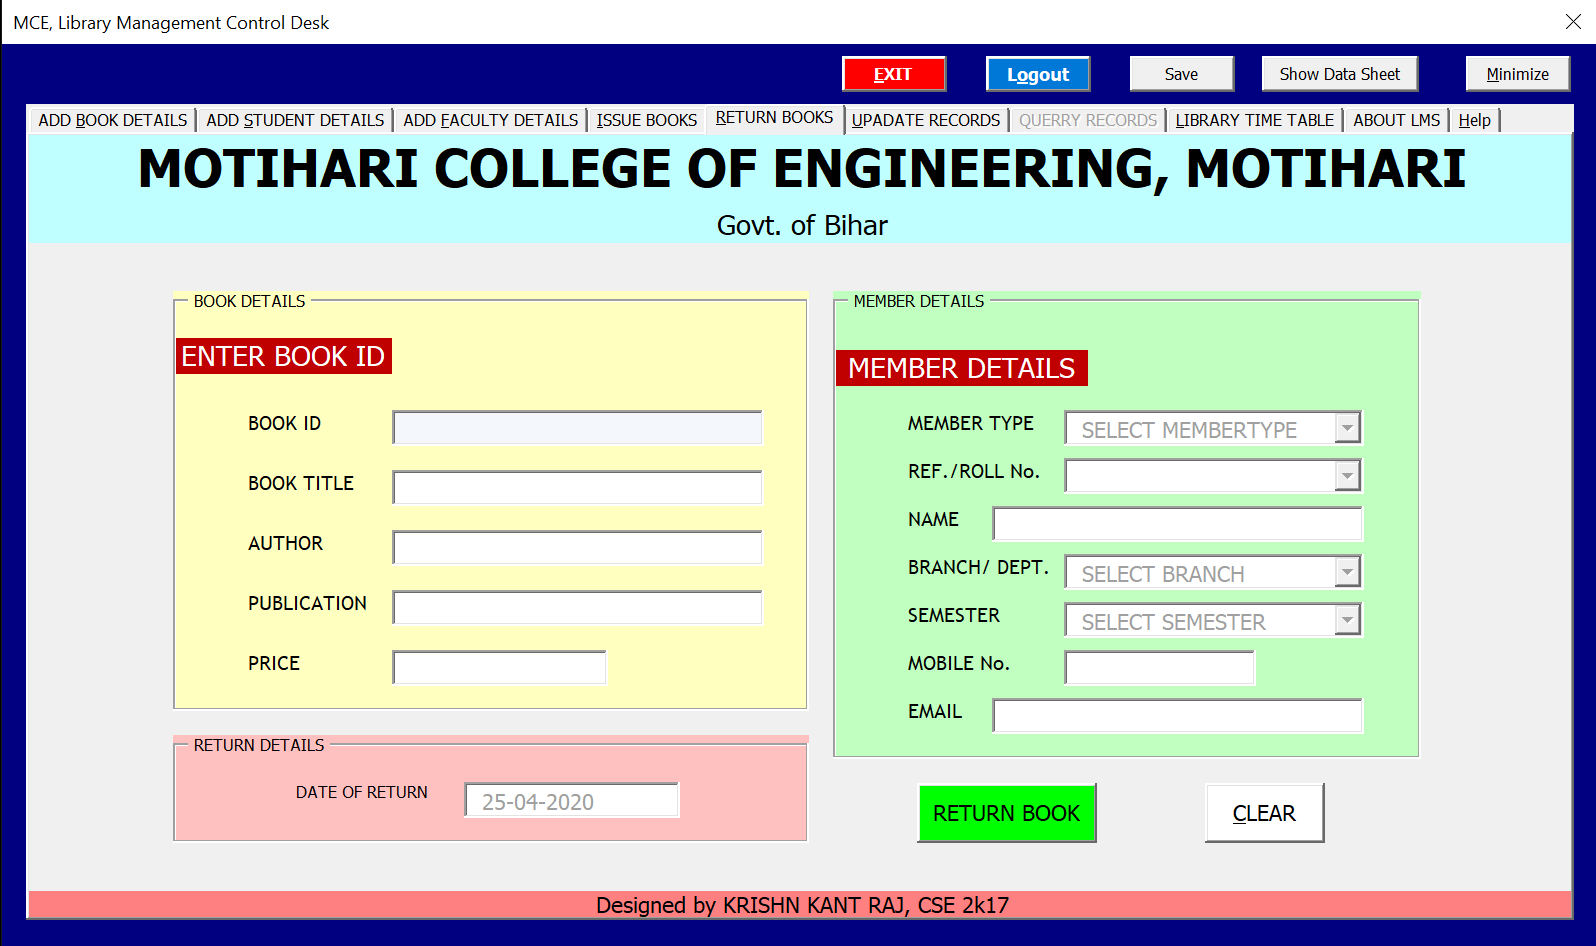 MCE, Library Management Control Desk
EXIT Logout Save Show Data Sheet Minimize
ADD BOOK DETAILS ADD STUDENT DETAILS ADD FACULTY DETAILS ISSUE BOOKS RETURN BOOKS UPADATE RECORDS QUERRY RECORDS LIBRARY TIME TABLE ABOUT LMS Help
MOTIHARI COLLEGE OF ENGINEERING, MOTIHARI
Govt. of Bihar
BOOK DETAILS
ENTER BOOK ID
BOOK ID
BOOK TITLE
AUTHOR
PUBLICATION
PRICE
RETURN DETAILS
DATE OF RETURN 25-04-2020
MEMBER DETAILS
MEMBER DETAILS
MEMBER TYPE SELECT MEMBERTYPE
REF./ROLL No.
NAME
BRANCH/ DEPT. SELECT BRANCH
SEMESTER SELECT SEMESTER
MOBILE No.
EMAIL
RETURN BOOK CLEAR
Designed by KRISHN KANT RAJ, CSE 2k17